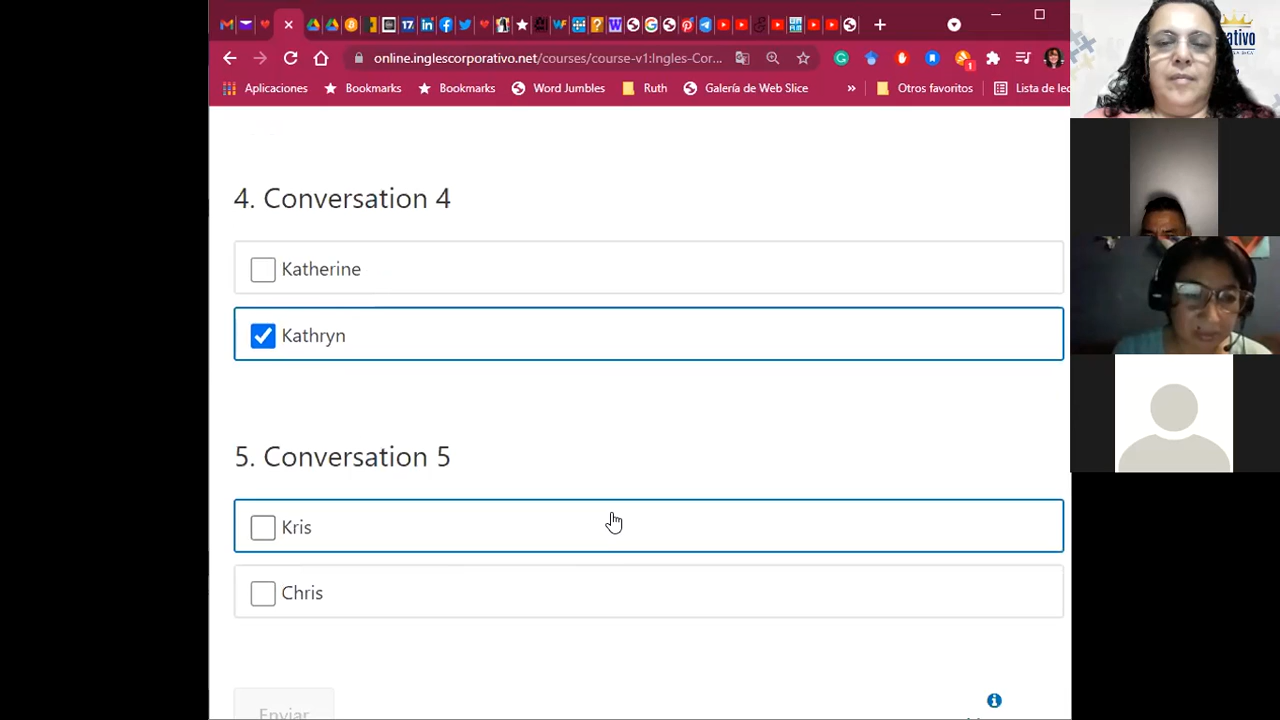 online.inglescorporativo.net/courses/course-v1:Ingles-Cor...
Aplicaciones Bookmarks Bookmarks Word Jumbles Ruth Galería de Web Slice » Otros favoritos Lista de lec
4. Conversation 4
Katherine
Kathryn
5. Conversation 5
Kris
Chris
Enviar